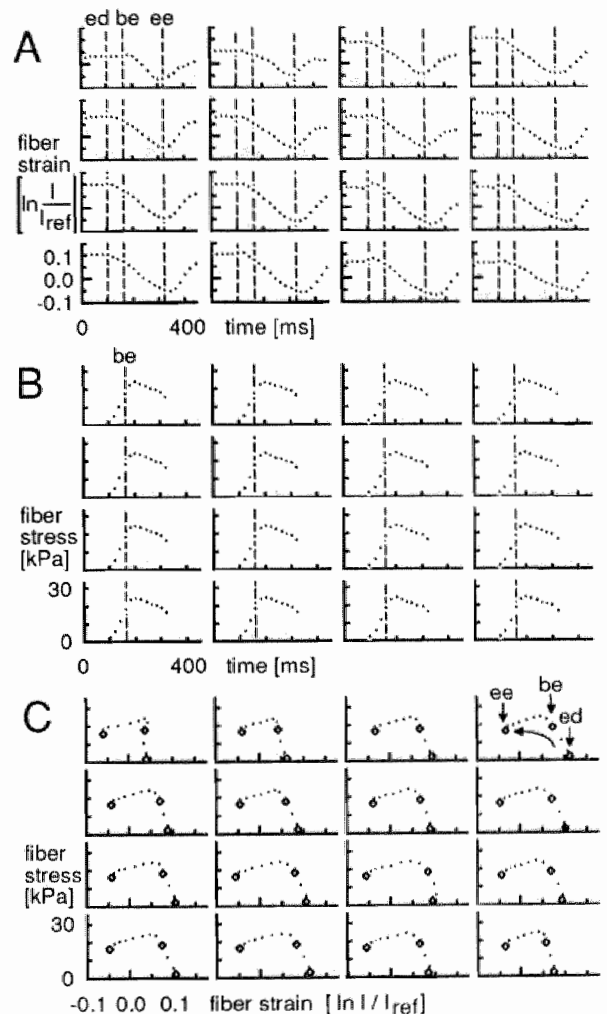 A
ed be ee
fiber
strain
[ln l/l_ref]
0.1
0.0
-0.1
0 400 time [ms]
B
be
fiber
stress
[kPa]
30
0
0 400 time [ms]
C
ee be ed
fiber
stress
[kPa]
30
0
-0.1 0.0 0.1 fiber strain [ ln l / l_ref]